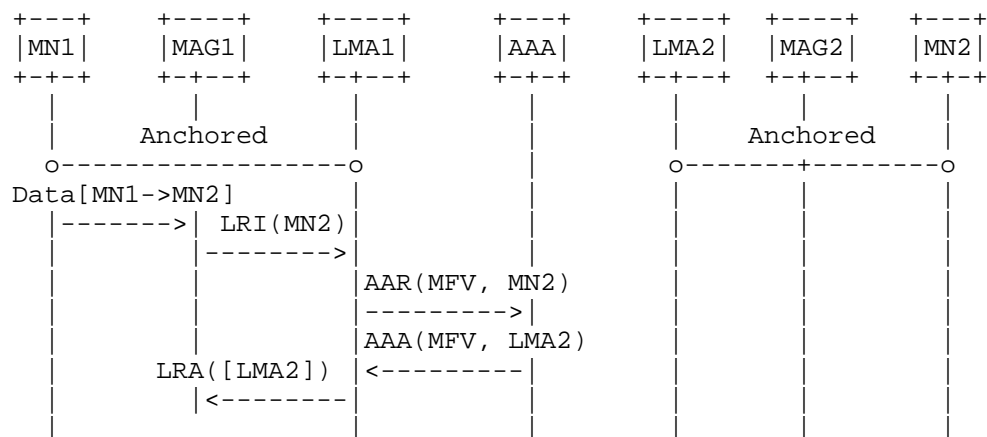 +---+ +----+ +----+ +---+ +----+ +----+ +---+
|MN1| |MAG1| |LMA1| |AAA| |LMA2| |MAG2| |MN2|
+-+-+ +-+--+ +-+--+ +-+-+ +-+--+ +-+--+ +-+-+
| | | | | | |
| Anchored | | | Anchored |
o------------------o | o-------+--------o
Data[MN1->MN2] | | | | |
|------->| LRI(MN2)| | | | |
| |-------->| | | | |
| | |AAR(MFV, MN2) | | |
| | |--------->| | | |
| | |AAA(MFV, LMA2) | | |
| LRA([LMA2]) |<---------| | | |
| |<--------| | | | |
| | | | | |